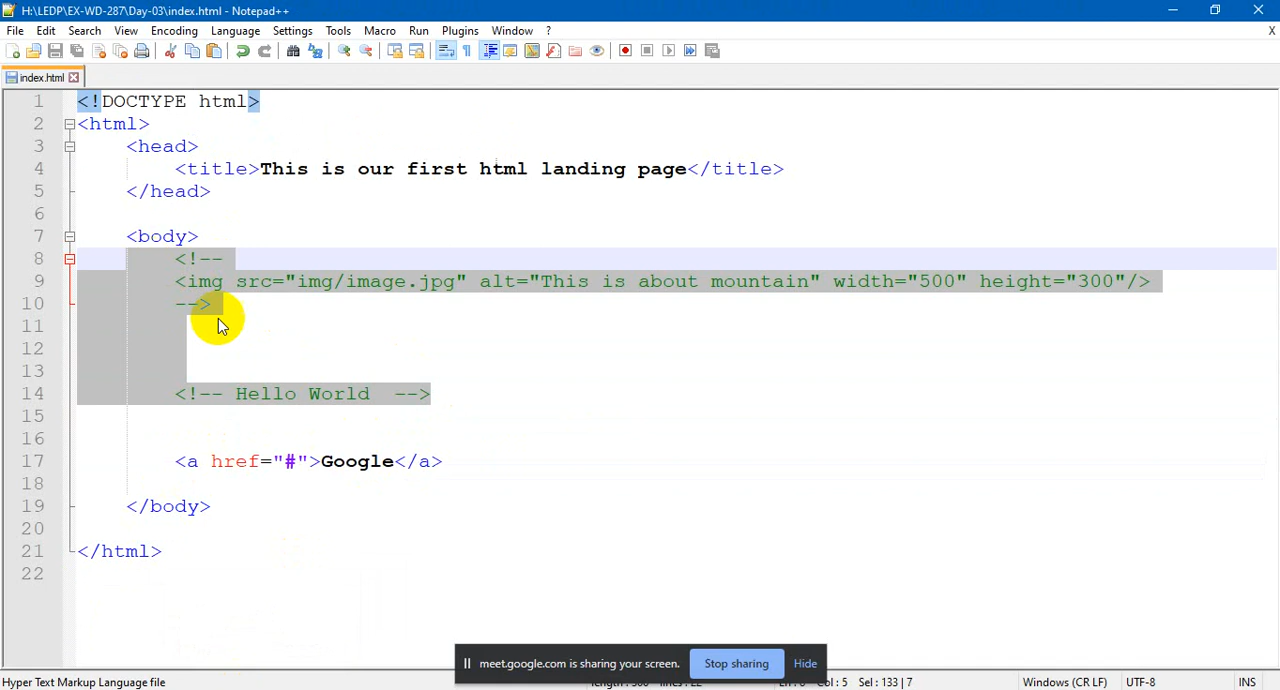 H:\LEDP\EX-WD-287\Day-03\index.html - Notepad++
File Edit Search View Encoding Language Settings Tools Macro Run Plugins Window ? X
index.html
1 <!DOCTYPE html>
2 <html>
3 <head>
4 <title>This is our first html landing page</title>
5 </head>
6
7 <body>
8 <!--
9 <img src="img/image.jpg" alt="This is about mountain" width="500" height="300"/>
10 -->
11
12
13
14 <!-- Hello World -->
15
16
17 <a href="#">Google</a>
18
19 </body>
20
21 </html>
22
meet.google.com is sharing your screen. Stop sharing Hide
Hyper Text Markup Language file Col : 5 Sel : 133 | 7 Windows (CR LF) UTF-8 INS